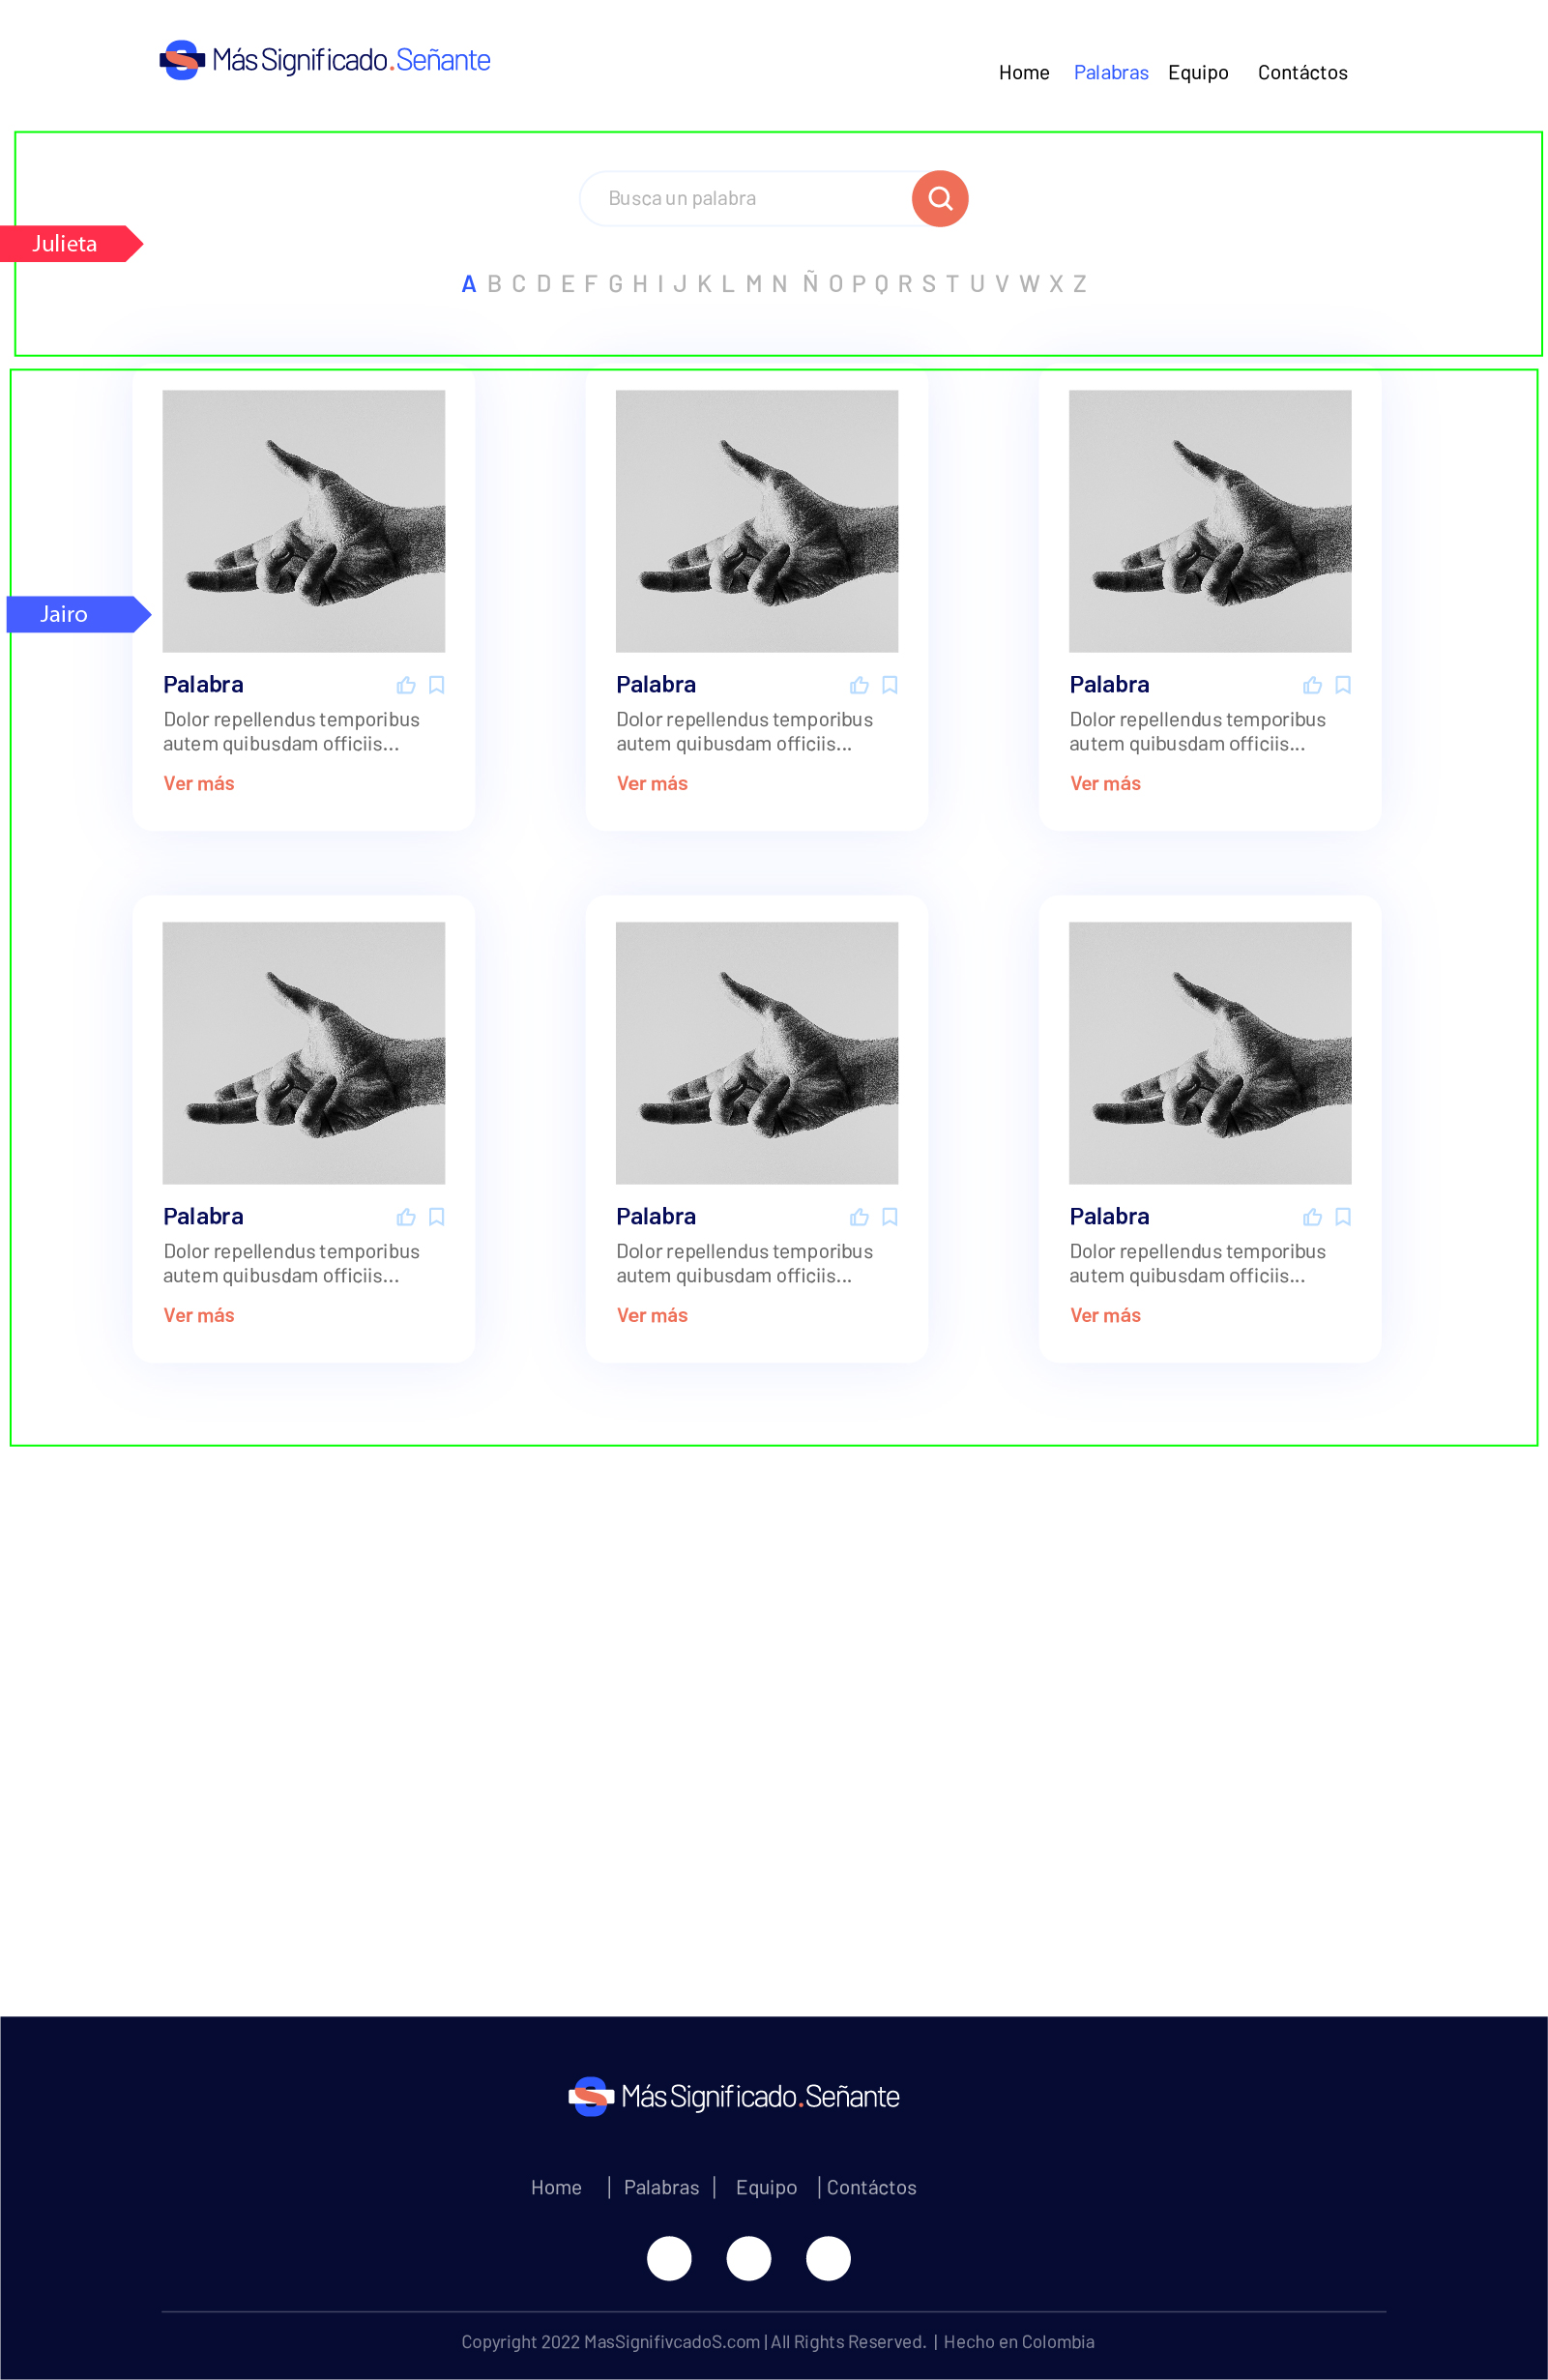 MásSignificado.Señante
Home Palabras Equipo Contáctos
Busca un palabra
Julieta
A B C D E F G H I J K L M N Ñ O P Q R S T U V W X Z
Jairo
Palabra
Dolor repellendus temporibus
autem quibusdam officiis...
Ver más
Palabra
Dolor repellendus temporibus
autem quibusdam officiis...
Ver más
Palabra
Dolor repellendus temporibus
autem quibusdam officiis...
Ver más
Palabra
Dolor repellendus temporibus
autem quibusdam officiis...
Ver más
Palabra
Dolor repellendus temporibus
autem quibusdam officiis...
Ver más
Palabra
Dolor repellendus temporibus
autem quibusdam officiis...
Ver más
MásSignificado.Señante
Home | Palabras | Equipo | Contáctos
Copyright 2022 MasSignifivcadoS.com | All Rights Reserved. | Hecho en Colombia